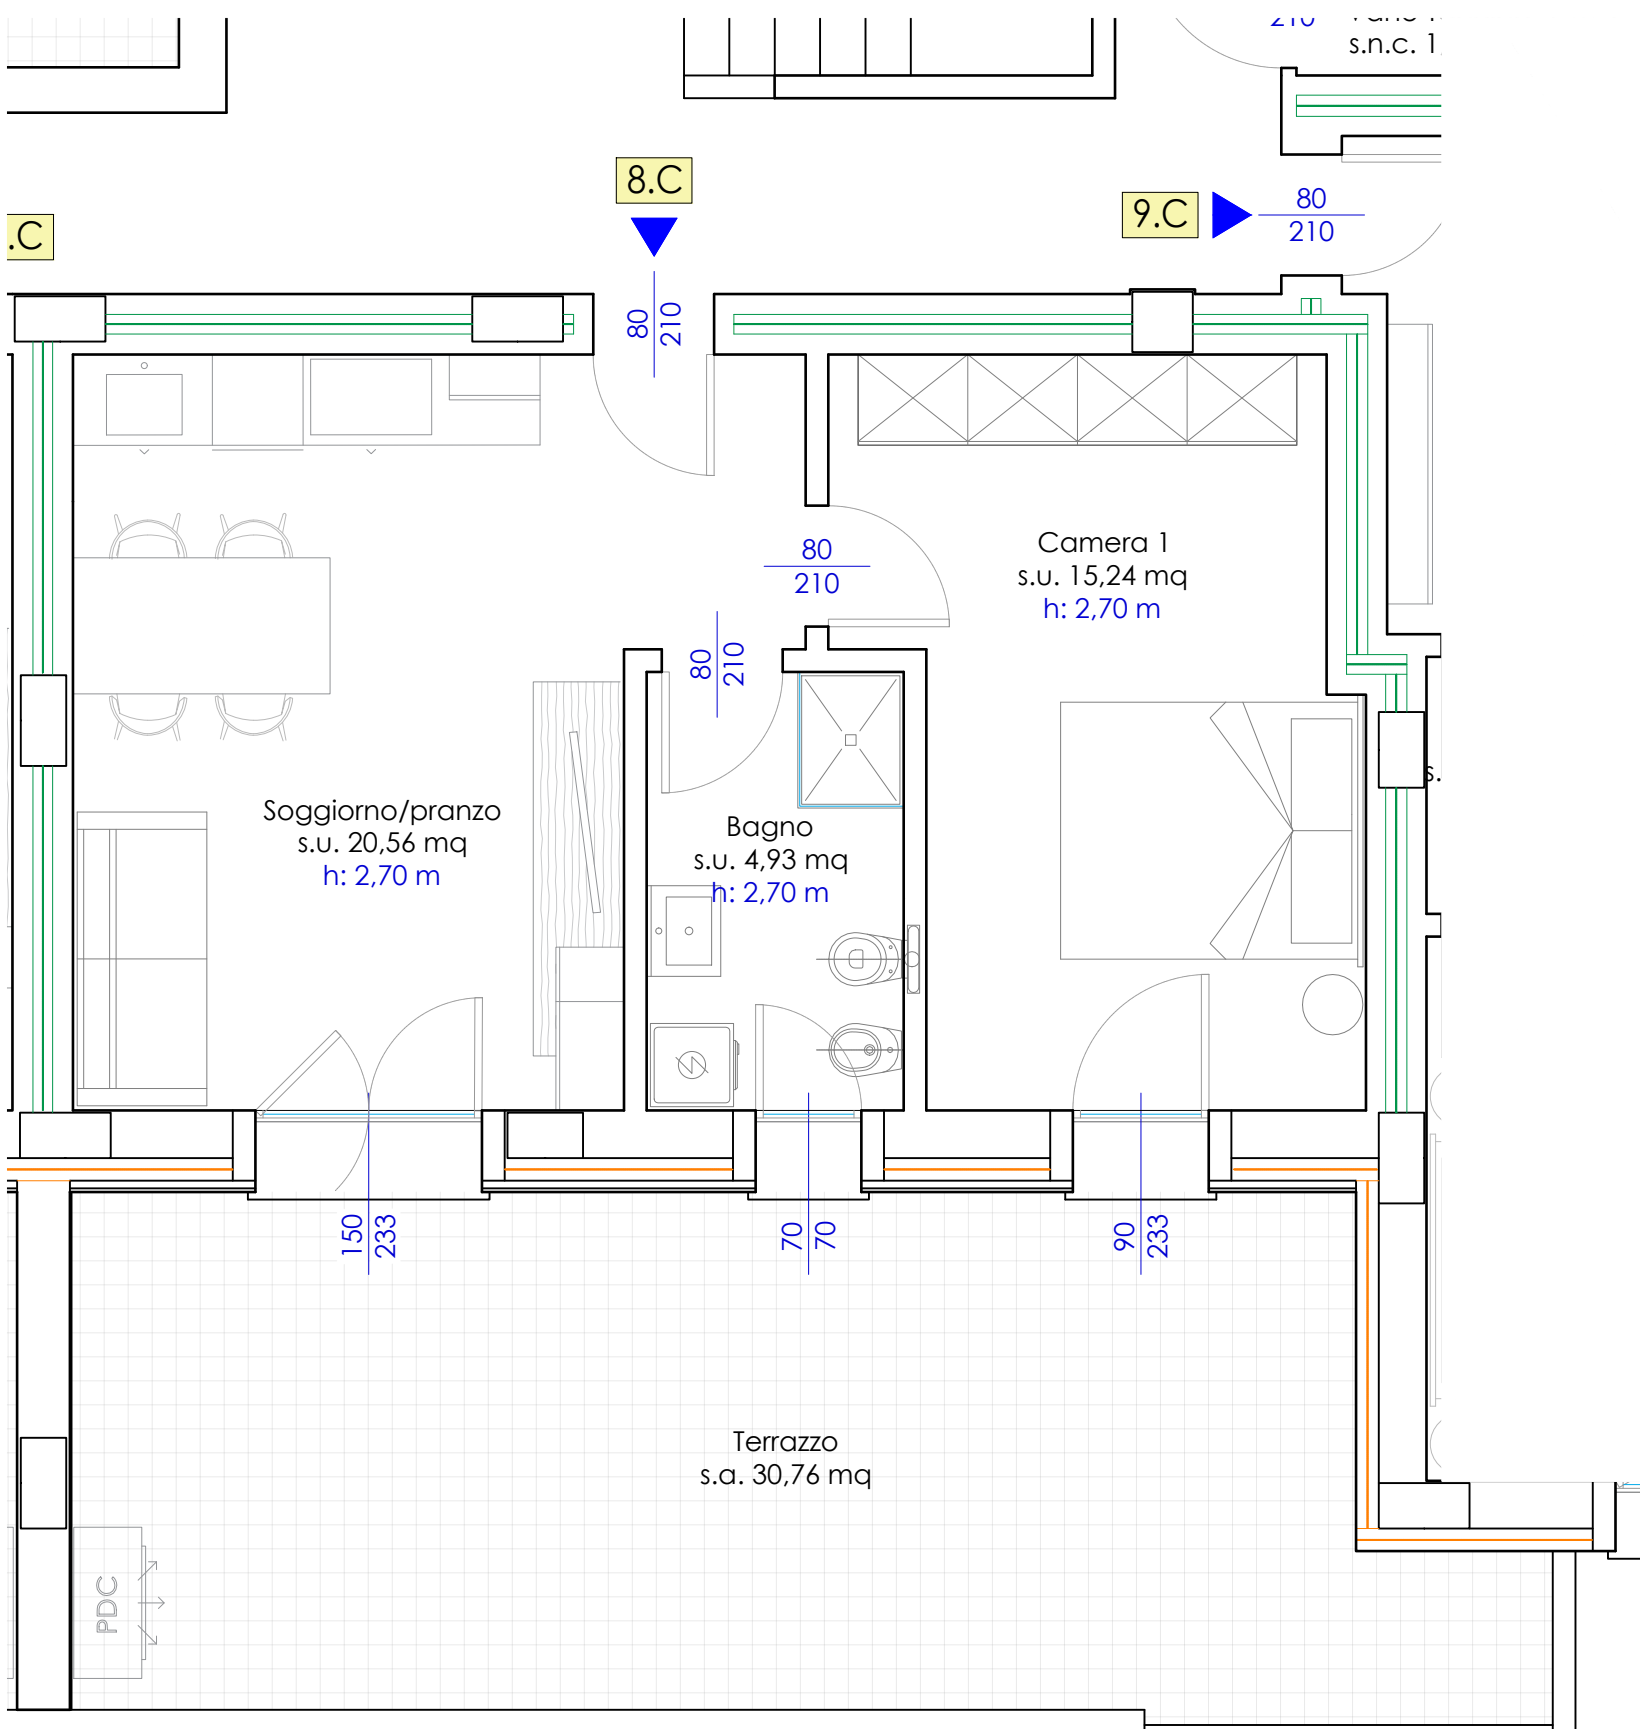 210
s.n.c. 1
8.C
9.C
80
210
.C
80
210
80
210
Camera 1
s.u. 15,24 mq
h: 2,70 m
80
210
Soggiorno/pranzo
s.u. 20,56 mq
h: 2,70 m
Bagno
s.u. 4,93 mq
h: 2,70 m
s.
150
233
70
70
90
233
Terrazzo
s.a. 30,76 mq
PDC